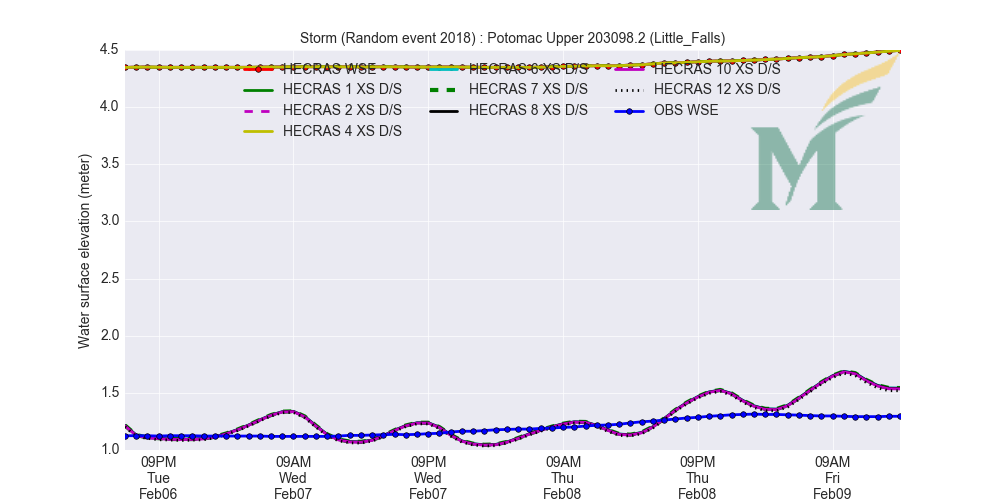 Storm (Random event 2018) : Potomac Upper 203098.2 (Little_Falls)
Water surface elevation (meter)
4.5
4.0
3.5
3.0
2.5
2.0
1.5
1.0
HECRAS WSE
HECRAS 1 XS D/S
HECRAS 2 XS D/S
HECRAS 4 XS D/S
HECRAS 6 XS D/S
HECRAS 7 XS D/S
HECRAS 8 XS D/S
HECRAS 10 XS D/S
HECRAS 12 XS D/S
OBS WSE
09PM
Tue
Feb06
09AM
Wed
Feb07
09PM
Wed
Feb07
09AM
Thu
Feb08
09PM
Thu
Feb08
09AM
Fri
Feb09
M